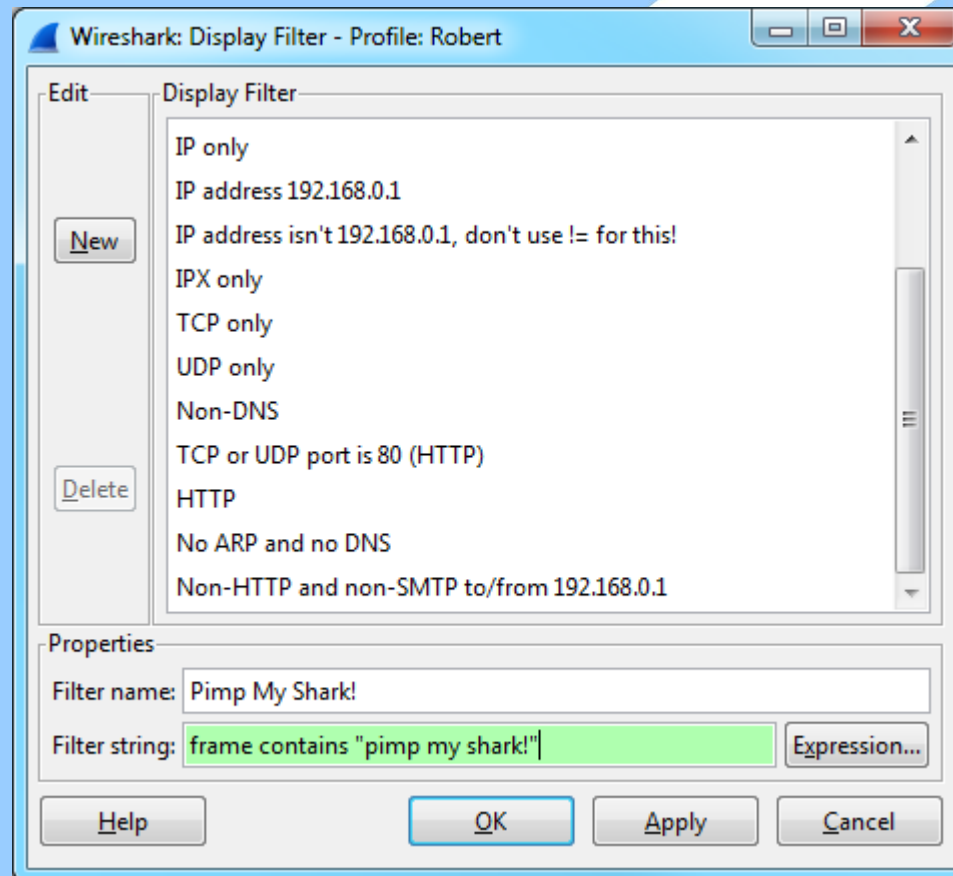 Wireshark: Display Filter - Profile: Robert
Edit
Display Filter
IP only
IP address 192.168.0.1
New
IP address isn't 192.168.0.1, don't use != for this!
IPX only
TCP only
UDP only
Non-DNS
TCP or UDP port is 80 (HTTP)
Delete
HTTP
No ARP and no DNS
Non-HTTP and non-SMTP to/from 192.168.0.1
Properties
Filter name: Pimp My Shark!
Filter string: frame contains "pimp my shark!" Expression...
Help OK Apply Cancel